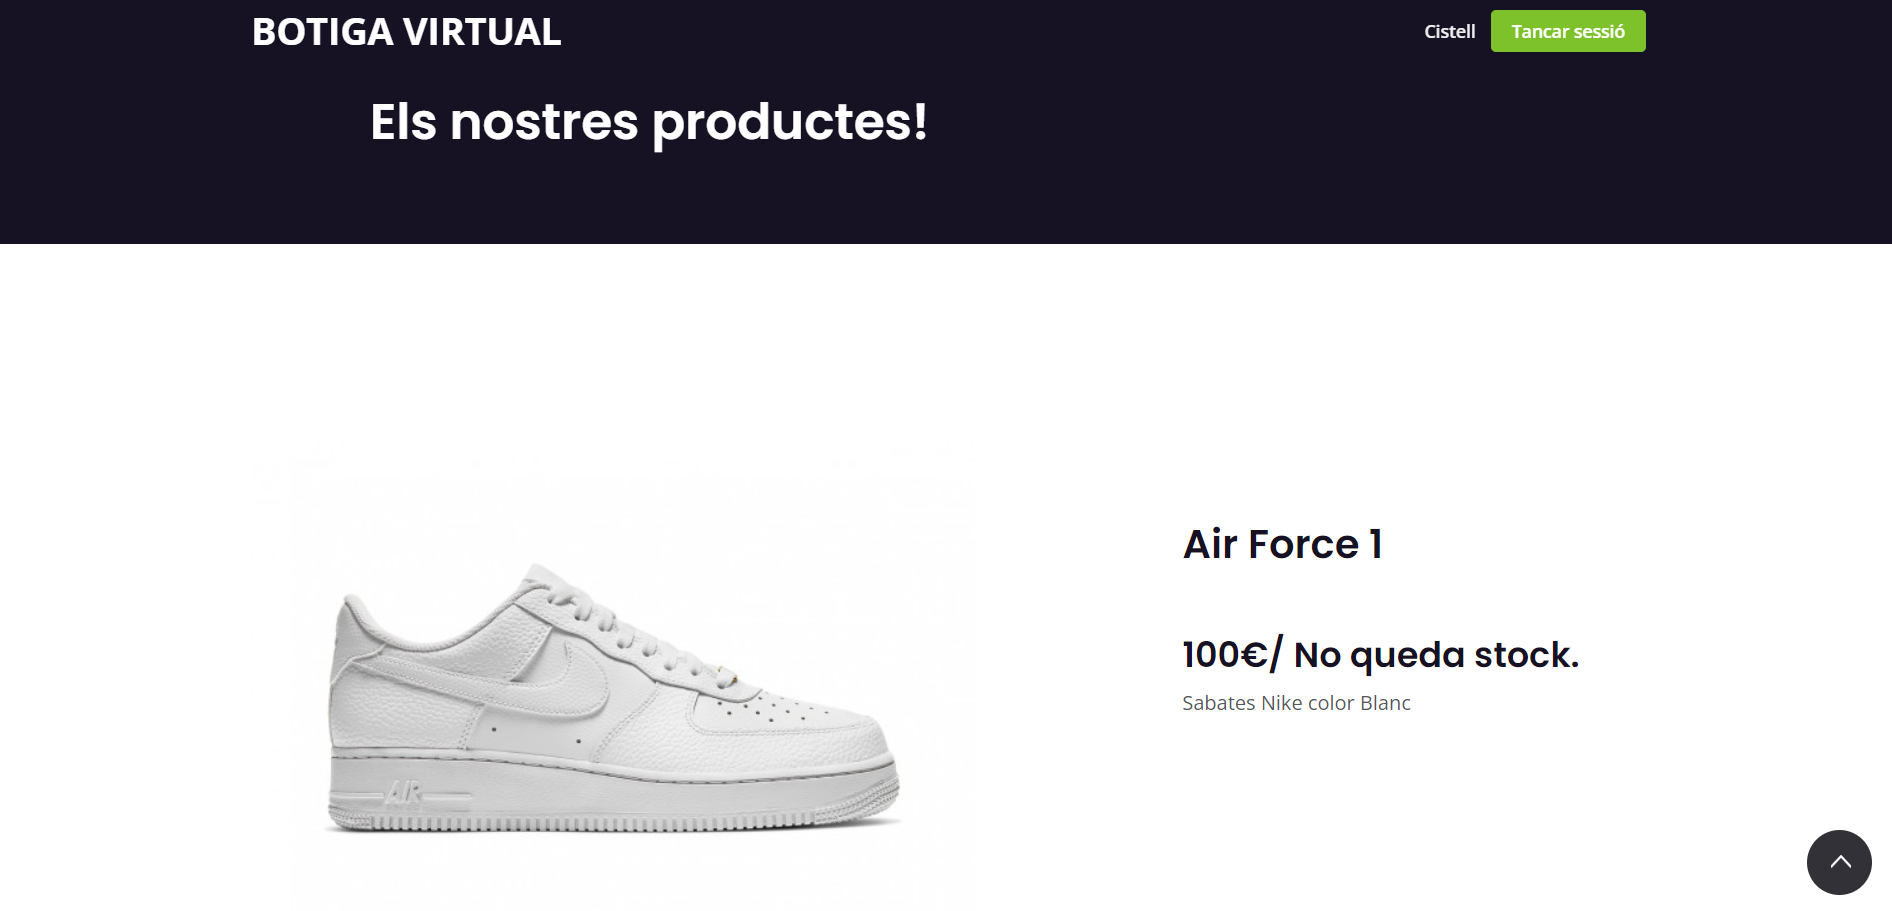 BOTIGA VIRTUAL
Cistell
Tancar sessió
Els nostres productes!
Air Force 1
100€/ No queda stock.
Sabates Nike color Blanc
AIR